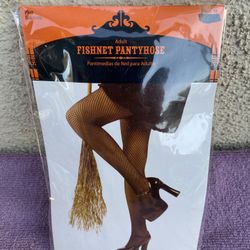 Adult
FISHNET PANTYHOSE
Pantimedias de Red para Adulto